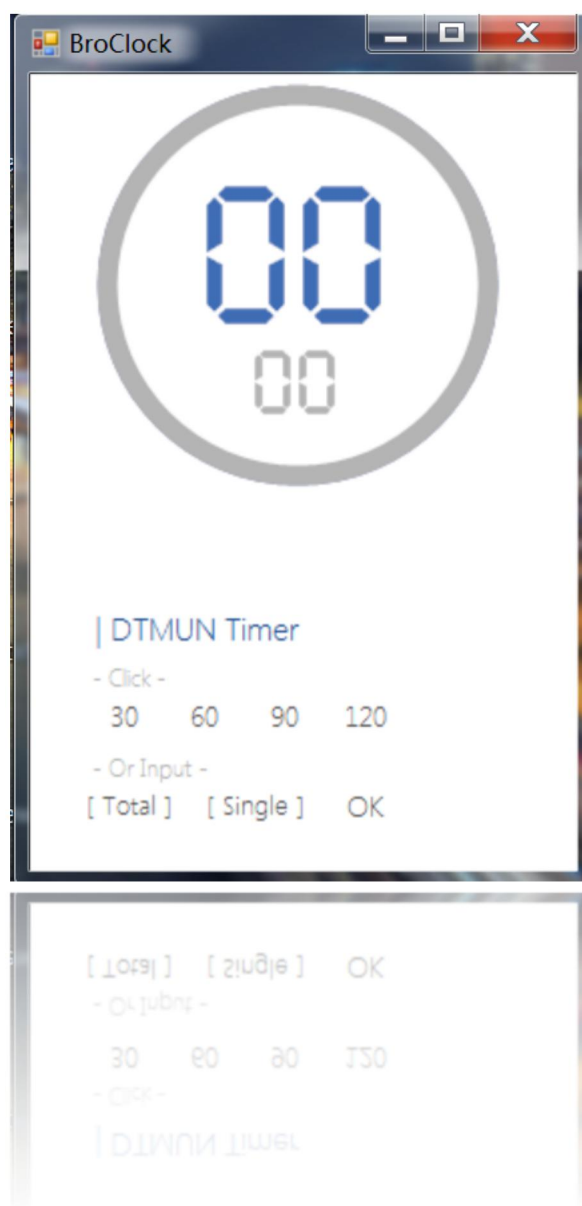 BroClock
00
00
| DTMUN Timer
- Click -
30 60 90 120
- Or Input -
[ Total ] [ Single ] OK